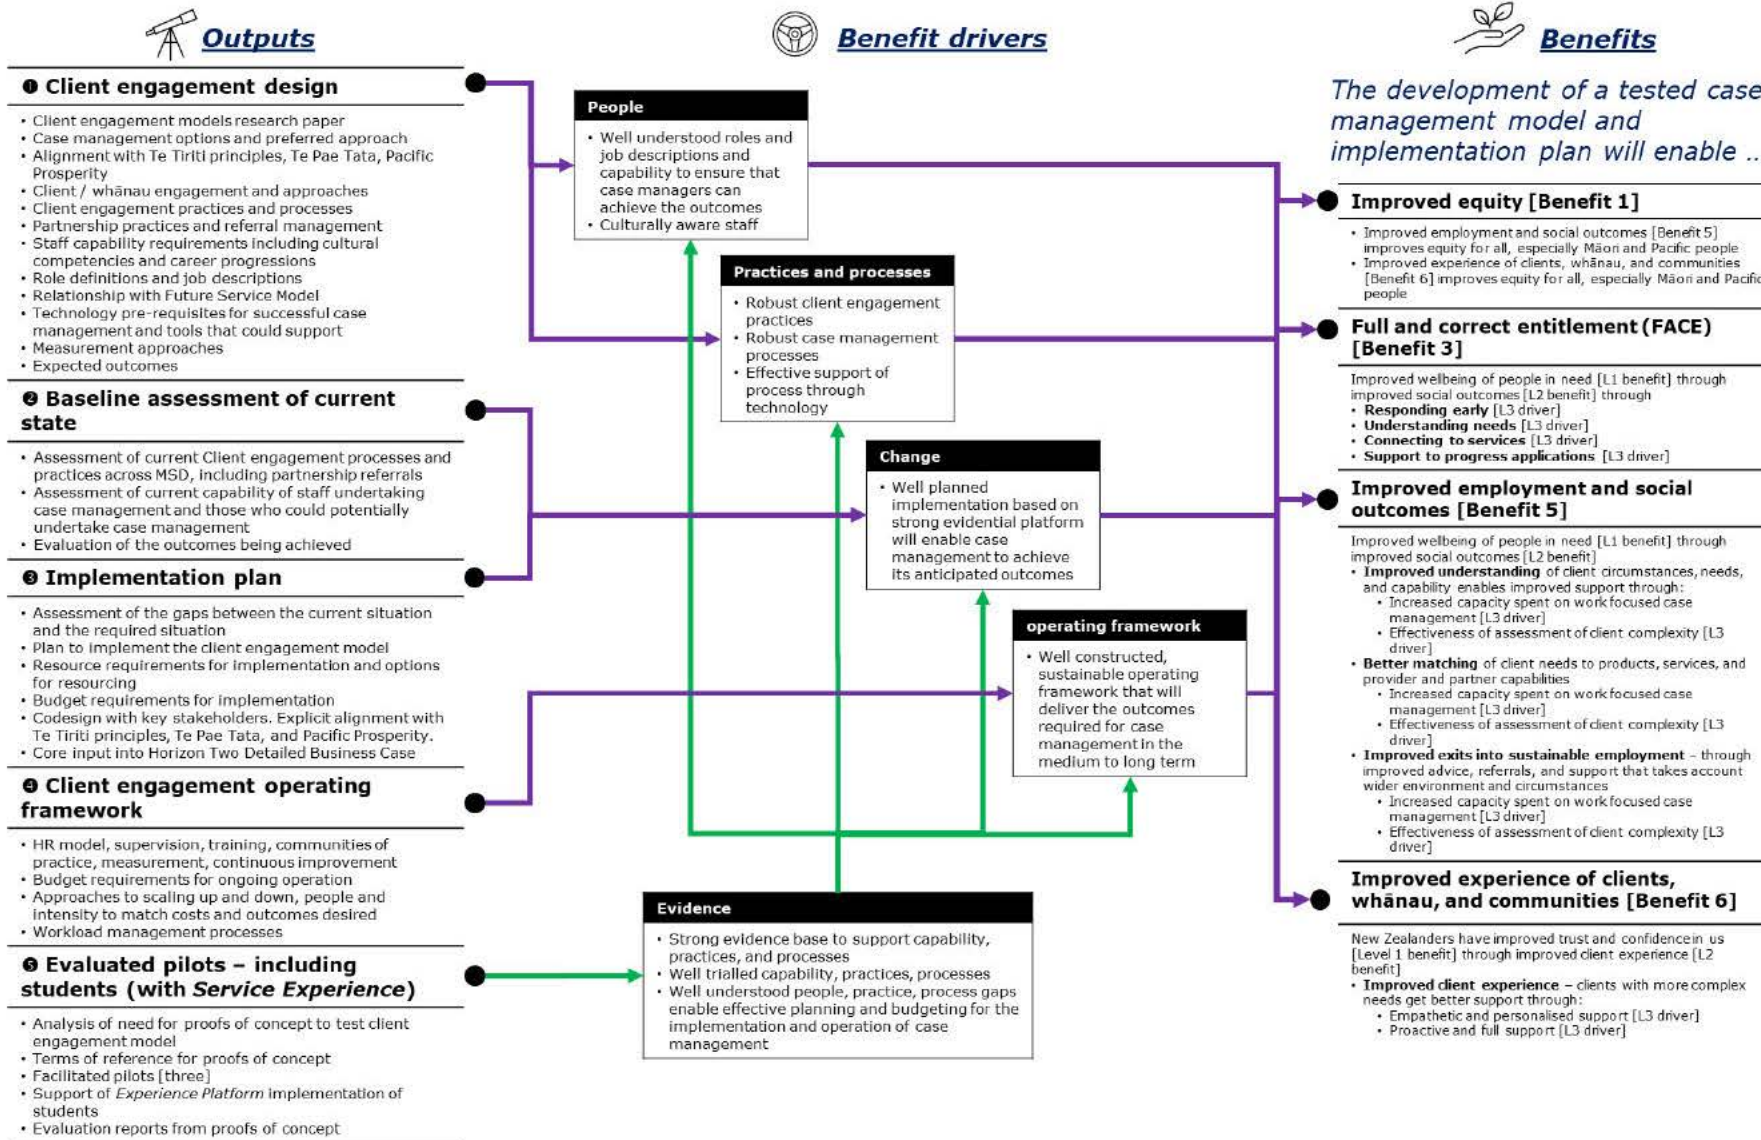 Outputs
❶ Client engagement design
• Client engagement models research paper
• Case management options and preferred approach
• Alignment with Te Tiriti principles, Te Pae Tata, Pacific
Prosperity
• Client / whānau engagement and approaches
• Client engagement practices and processes
• Partnership practices and referral management
• Staff capability requirements including cultural
competencies and career progressions
• Role definitions and job descriptions
• Relationship with Future Service Model
• Technology pre-requisites for successful case
management and tools that could support
• Measurement approaches
• Expected outcomes
❷ Baseline assessment of current
state
• Assessment of current Client engagement processes and
practices across MSD, including partnership referrals
• Assessment of current capability of staff undertaking
case management and those who could potentially
undertake case management
• Evaluation of the outcomes being achieved
❸ Implementation plan
• Assessment of the gaps between the current situation
and the required situation
• Plan to implement the client engagement model
• Resource requirements for implementation and options
for resourcing
• Budget requirements for implementation
• Codesign with key stakeholders. Explicit alignment with
Te Tiriti principles, Te Pae Tata, and Pacific Prosperity.
• Core input into Horizon Two Detailed Business Case
❹ Client engagement operating
framework
• HR model, supervision, training, communities of
practice, measurement, continuous improvement
• Budget requirements for ongoing operation
• Approaches to scaling up and down, people and
intensity to match costs and outcomes desired
• Workload management processes
❺ Evaluated pilots – including
students (with Service Experience)
• Analysis of need for proofs of concept to test client
engagement model
• Terms of reference for proofs of concept
• Facilitated pilots [three]
• Support of Experience Platform implementation of
students
• Evaluation reports from proofs of concept
Benefit drivers
People
• Well understood roles and
job descriptions and
capability to ensure that
case managers can
achieve the outcomes
• Culturally aware staff
Practices and processes
• Robust client engagement
practices
• Robust case management
processes
• Effective support of
process through
technology
Change
• Well planned
implementation based on
strong evidential platform
will enable case
management to achieve
its anticipated outcomes
operating framework
• Well constructed,
sustainable operating
framework that will
deliver the outcomes
required for case
management in the
medium to long term
Evidence
• Strong evidence base to support capability,
practices, and processes
• Well trialled capability, practices, processes
• Well understood people, practice, process gaps
enable effective planning and budgeting for the
implementation and operation of case
management
Benefits
The development of a tested case
management model and
implementation plan will enable ...
Improved equity [Benefit 1]
• Improved employment and social outcomes [Benefit 5]
improves equity for all, especially Māori and Pacific people
• Improved experience of clients, whānau, and communities
[Benefit 6] improves equity for all, especially Māori and Pacific
people
Full and correct entitlement (FACE)
[Benefit 3]
Improved wellbeing of people in need [L1 benefit] through
improved social outcomes [L2 benefit] through
• Responding early [L3 driver]
• Understanding needs [L3 driver]
• Connecting to services [L3 driver]
• Support to progress applications [L3 driver]
Improved employment and social
outcomes [Benefit 5]
Improved wellbeing of people in need [L1 benefit] through
improved social outcomes [L2 benefit]
• Improved understanding of client circumstances, needs,
and capability enables improved support through:
• Increased capacity spent on work focused case
management [L3 driver]
• Effectiveness of assessment of client complexity [L3
driver]
• Better matching of client needs to products, services, and
provider and partner capabilities
• Increased capacity spent on work focused case
management [L3 driver]
• Effectiveness of assessment of client complexity [L3
driver]
• Improved exits into sustainable employment – through
improved advice, referrals, and support that takes account
wider environment and circumstances
• Increased capacity spent on work focused case
management [L3 driver]
• Effectiveness of assessment of client complexity [L3
driver]
Improved experience of clients,
whānau, and communities [Benefit 6]
New Zealanders have improved trust and confidence in us
[Level 1 benefit] through improved client experience [L2
benefit]
• Improved client experience – clients with more complex
needs get better support through:
• Empathetic and personalised support [L3 driver]
• Proactive and full support [L3 driver]